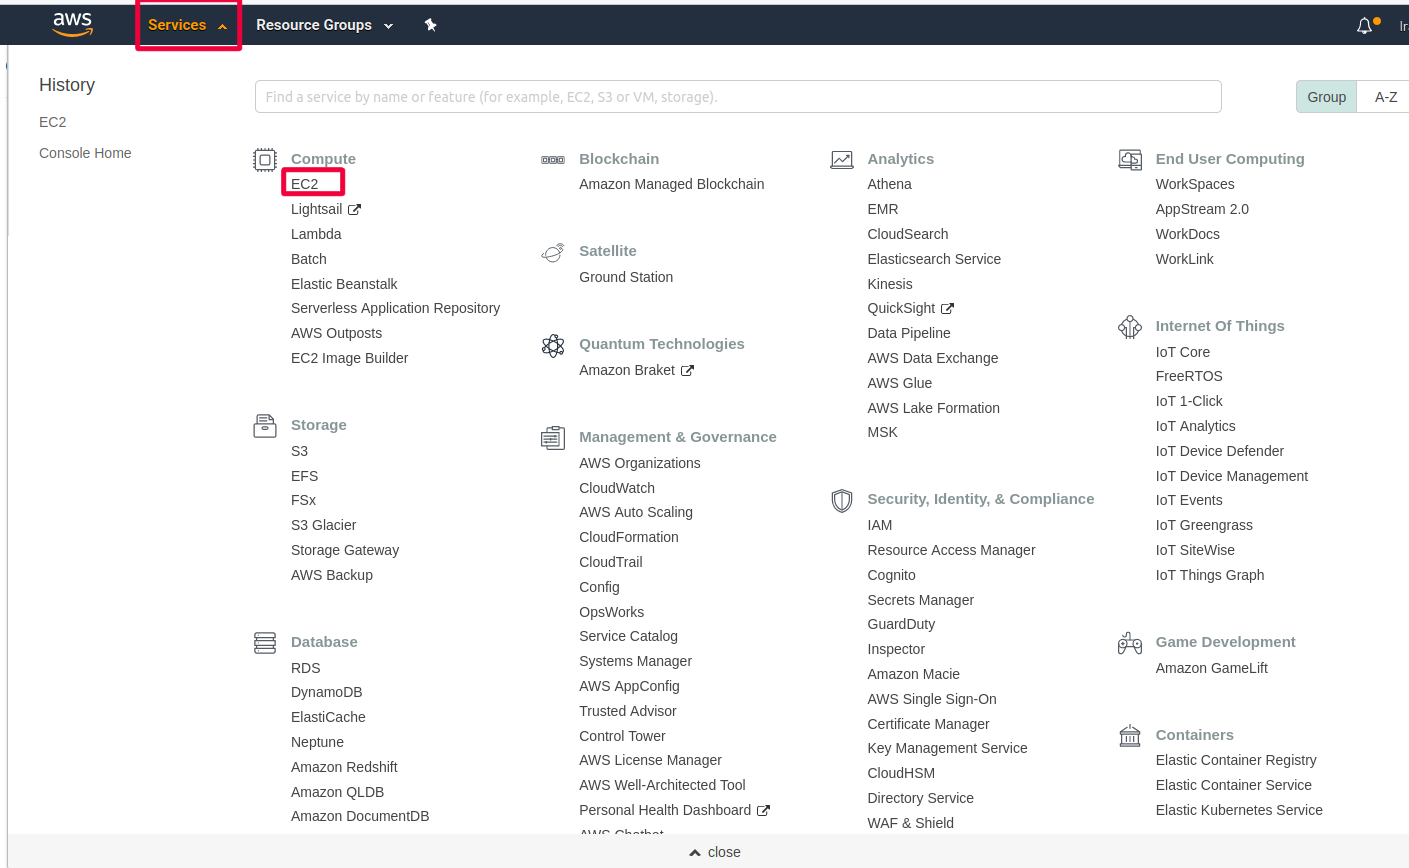 aws
Services
Resource Groups
History
EC2
Console Home
Find a service by name or feature (for example, EC2, S3 or VM, storage).
Group
A-Z
Compute
EC2
Lightsail
Lambda
Batch
Elastic Beanstalk
Serverless Application Repository
AWS Outposts
EC2 Image Builder
Storage
S3
EFS
FSx
S3 Glacier
Storage Gateway
AWS Backup
Database
RDS
DynamoDB
ElastiCache
Neptune
Amazon Redshift
Amazon QLDB
Amazon DocumentDB
Blockchain
Amazon Managed Blockchain
Satellite
Ground Station
Quantum Technologies
Amazon Braket
Management & Governance
AWS Organizations
CloudWatch
AWS Auto Scaling
CloudFormation
CloudTrail
Config
OpsWorks
Service Catalog
Systems Manager
AWS AppConfig
Trusted Advisor
Control Tower
AWS License Manager
AWS Well-Architected Tool
Personal Health Dashboard
AWS Chatbot
Analytics
Athena
EMR
CloudSearch
Elasticsearch Service
Kinesis
QuickSight
Data Pipeline
AWS Data Exchange
AWS Glue
AWS Lake Formation
MSK
Security, Identity, & Compliance
IAM
Resource Access Manager
Cognito
Secrets Manager
GuardDuty
Inspector
Amazon Macie
AWS Single Sign-On
Certificate Manager
Key Management Service
CloudHSM
Directory Service
WAF & Shield
End User Computing
WorkSpaces
AppStream 2.0
WorkDocs
WorkLink
Internet Of Things
IoT Core
FreeRTOS
IoT 1-Click
IoT Analytics
IoT Device Defender
IoT Device Management
IoT Events
IoT Greengrass
IoT SiteWise
IoT Things Graph
Game Development
Amazon GameLift
Containers
Elastic Container Registry
Elastic Container Service
Elastic Kubernetes Service
close